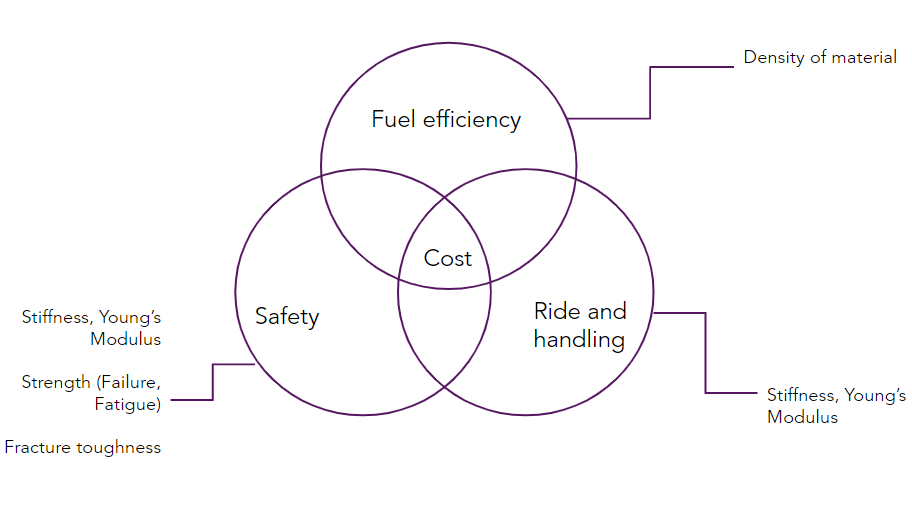 Density of material
Fuel efficiency
Cost
Safety
Ride and
handling
Stiffness, Young's
Modulus
Strength (Failure,
Fatigue)
Fracture toughness
Stiffness, Young's
Modulus